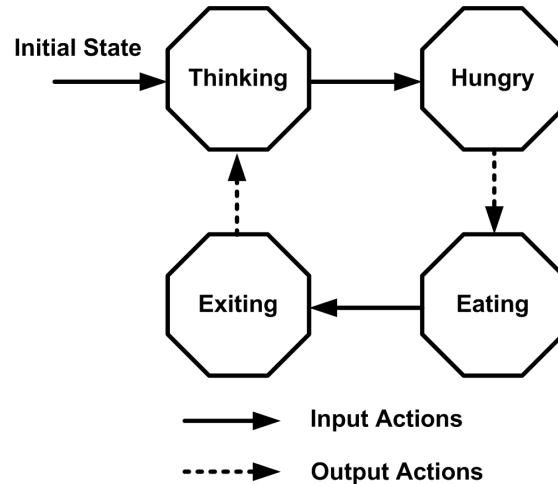 Initial State
Thinking
Hungry
Exiting
Eating
Input Actions
Output Actions